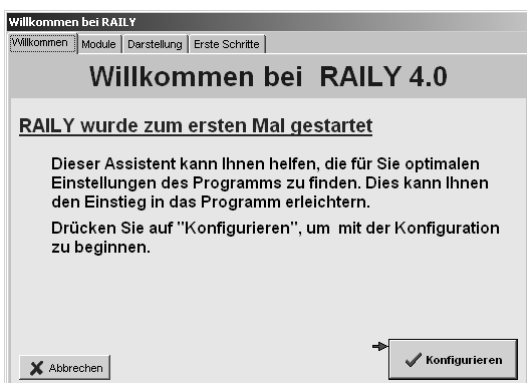 Willkommen bei RAILY
Willkommen Module Darstellung Erste Schritte
Willkommen bei RAILY 4.0
RAILY wurde zum ersten Mal gestartet
Dieser Assistent kann Ihnen helfen, die für Sie optimalen
Einstellungen des Programms zu finden. Dies kann Ihnen
den Einstieg in das Programm erleichtern.
Drücken Sie auf "Konfigurieren", um mit der Konfiguration
zu beginnen.
Abbrechen Konfigurieren